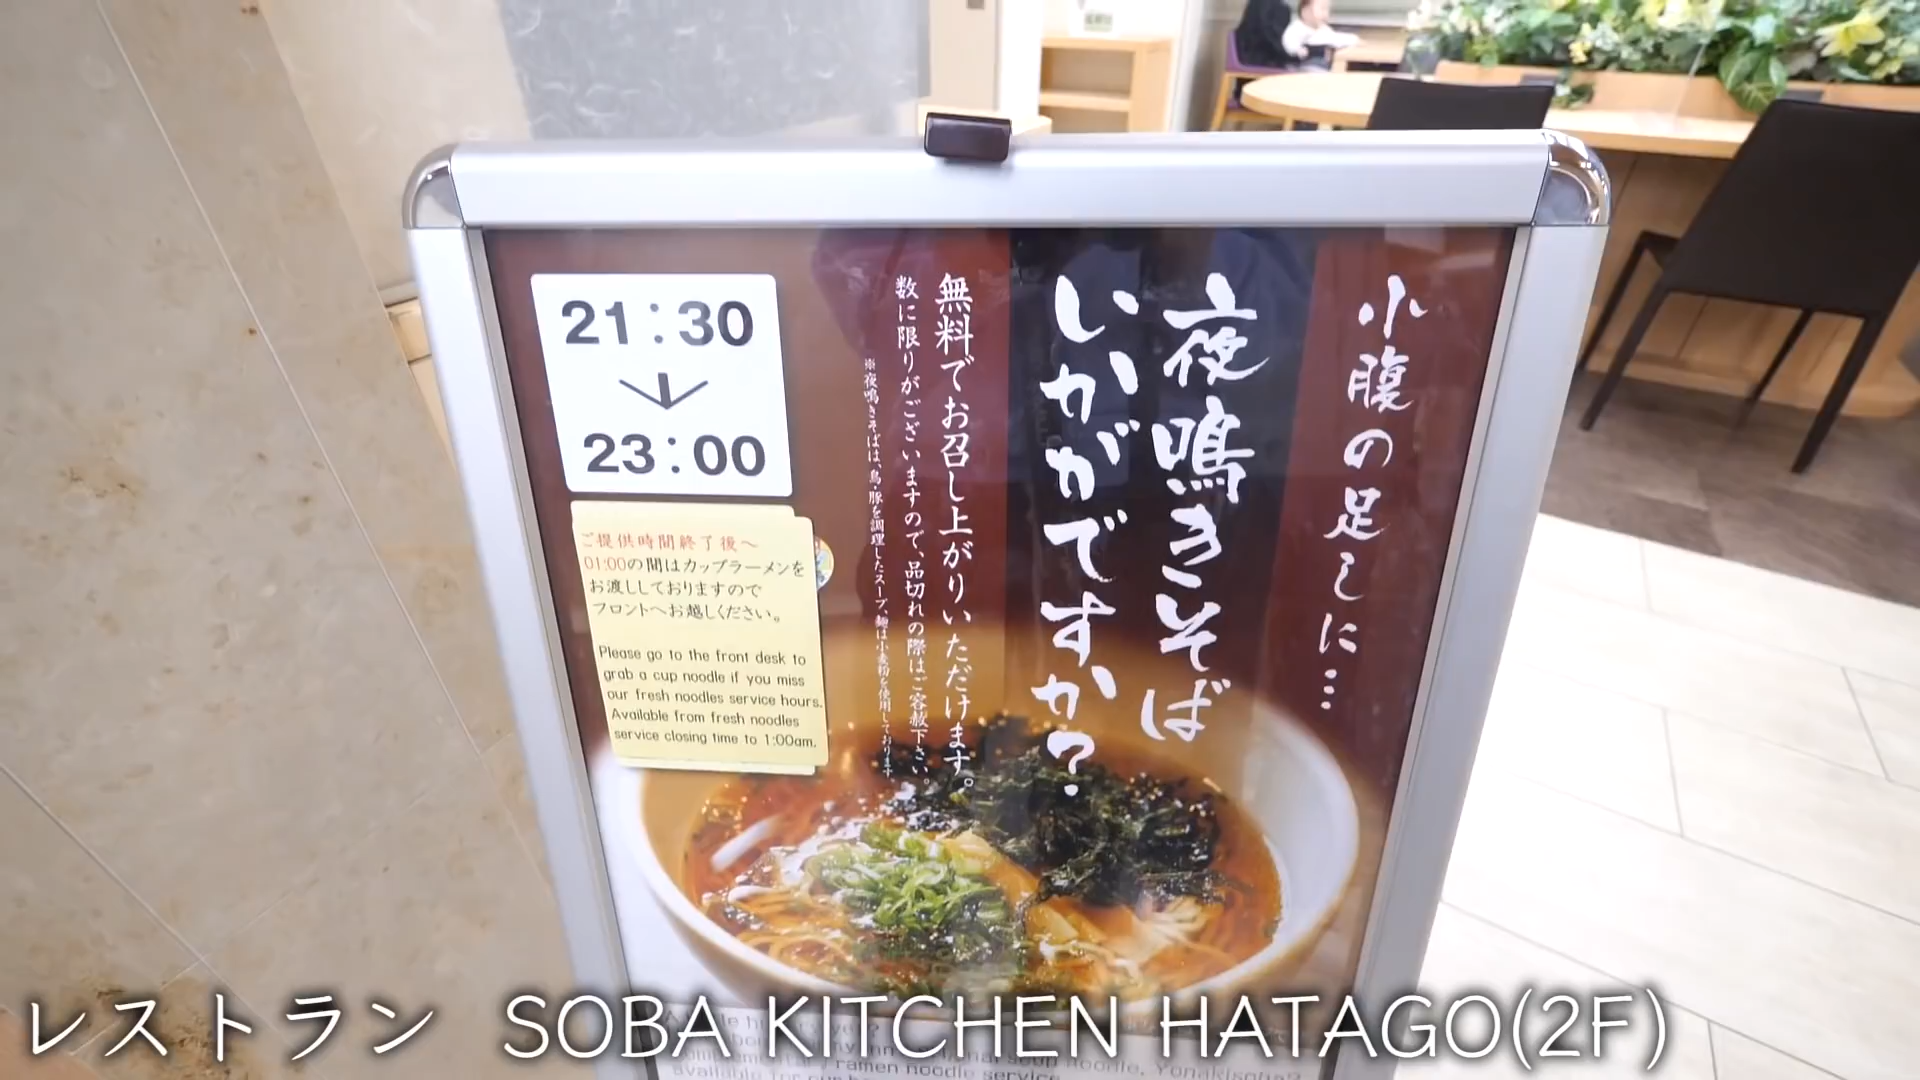 小腹の足しに…
夜鳴きそば
いかがですか?
無料でお召し上がりいただけます。
数に限りがございますので、品切れの際はご容赦下さい。
※夜鳴きそばは、鳥・豚を調理したスープ、麺は小麦粉を使用しております。
21:30
↓
23:00
ご提供時間終了後〜
01:00の間はカップラーメンを
お渡ししておりますので
フロントへお越しください。
Please go to the front desk to
grab a cup noodle if you miss
our fresh noodles service hours.
Available from fresh noodles
service closing time to 1:00am.
レストラン SOBA KITCHEN HATAGO(2F)
ramen noodle service